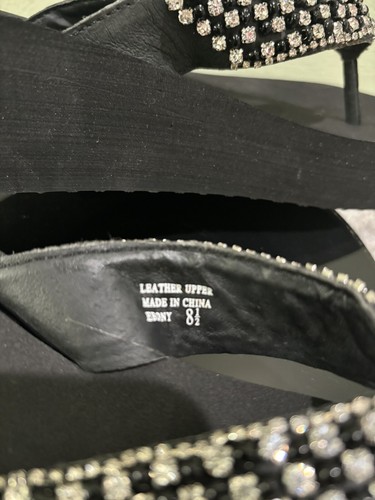 LEATHER UPPER
MADE IN CHINA
EBONY 8½